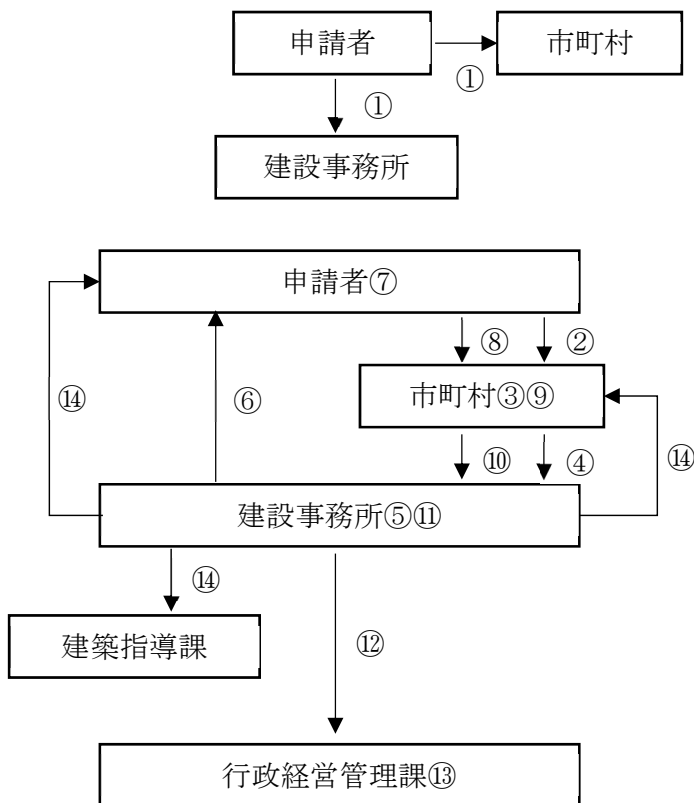 申請者
市町村
①
①
建設事務所
申請者⑦
⑧
②
市町村③⑨
⑭
⑥
⑩
④
⑭
建設事務所⑤⑪
⑭
建築指導課
⑫
行政経営管理課⑬